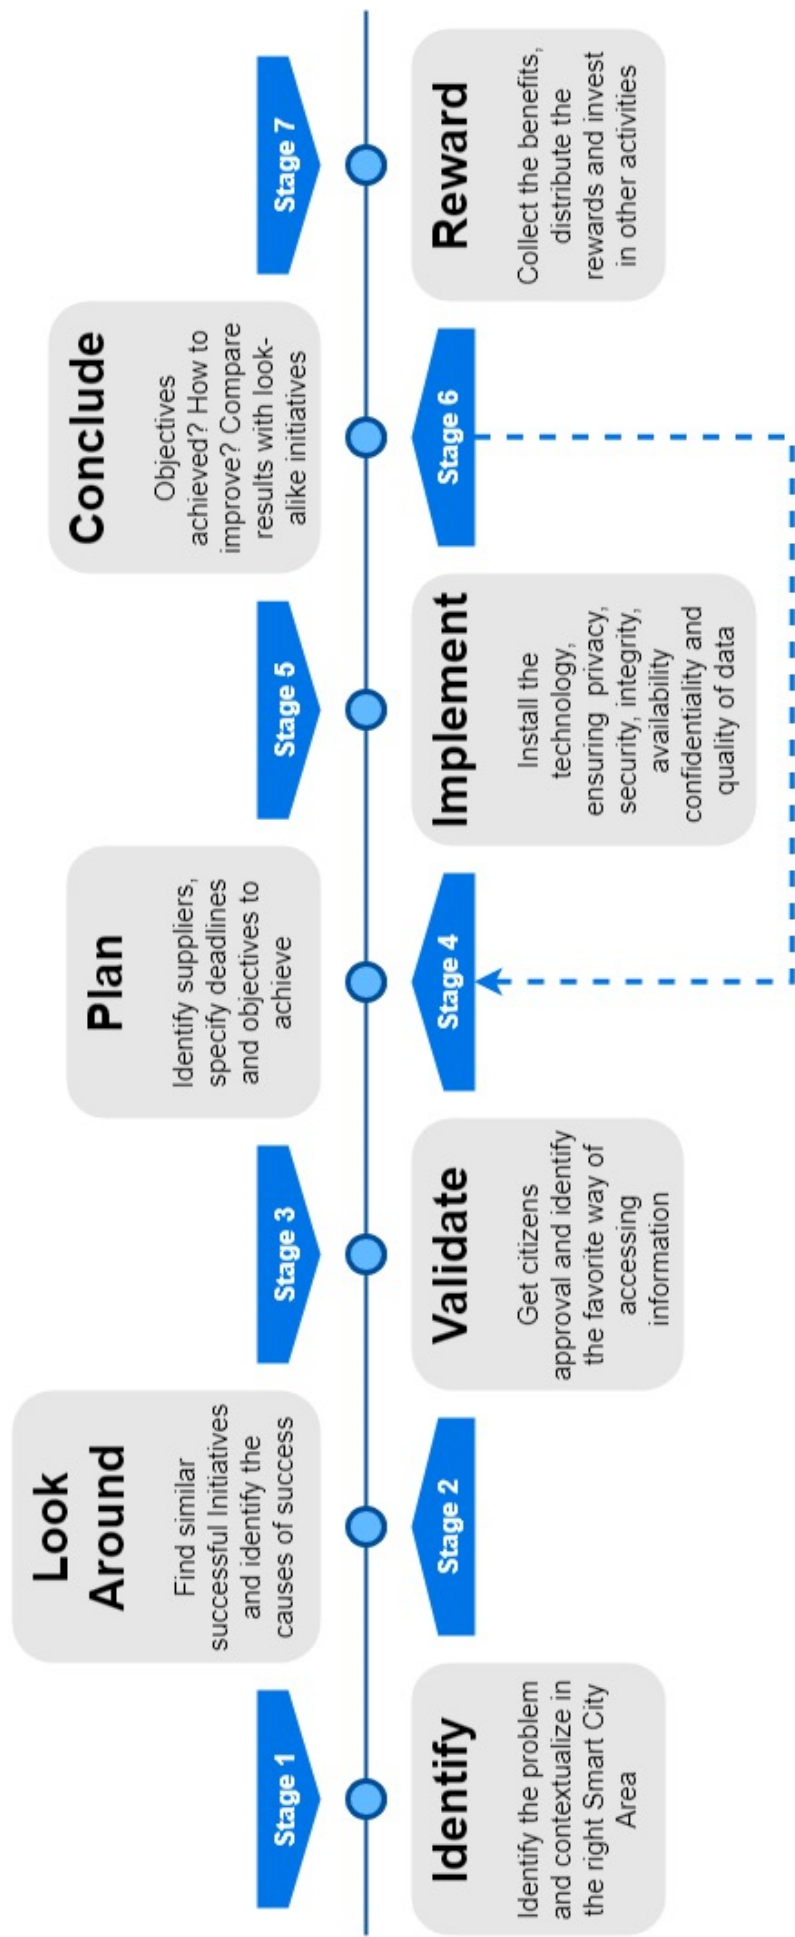 Stage 1
Identify
Identify the problem
and contextualize in
the right Smart City
Area
Look
Around
Find similar
successful Initiatives
and identify the
causes of success
Stage 2
Stage 3
Validate
Get citizens
approval and identify
the favorite way of
accessing
information
Plan
Identify suppliers,
specify deadlines
and objectives to
achieve
Stage 4
Stage 5
Implement
Install the
technology,
ensuring privacy,
security, integrity,
availability
confidentiality and
quality of data
Conclude
Objectives
achieved? How to
improve? Compare
results with look-
alike initiatives
Stage 6
Stage 7
Reward
Collect the benefits,
distribute the
rewards and invest
in other activities